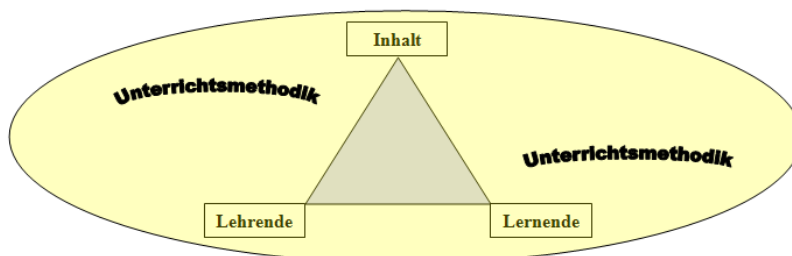 Inhalt
Unterrichtsmethodik
Unterrichtsmethodik
Lehrende
Lernende